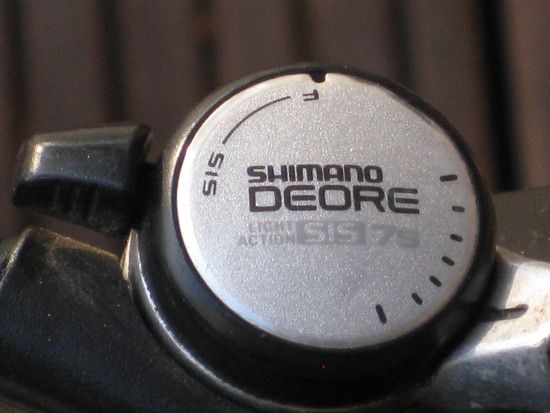 F
SIS
SHIMANO
DEORE
LIGHT
ACTION SIS 7S